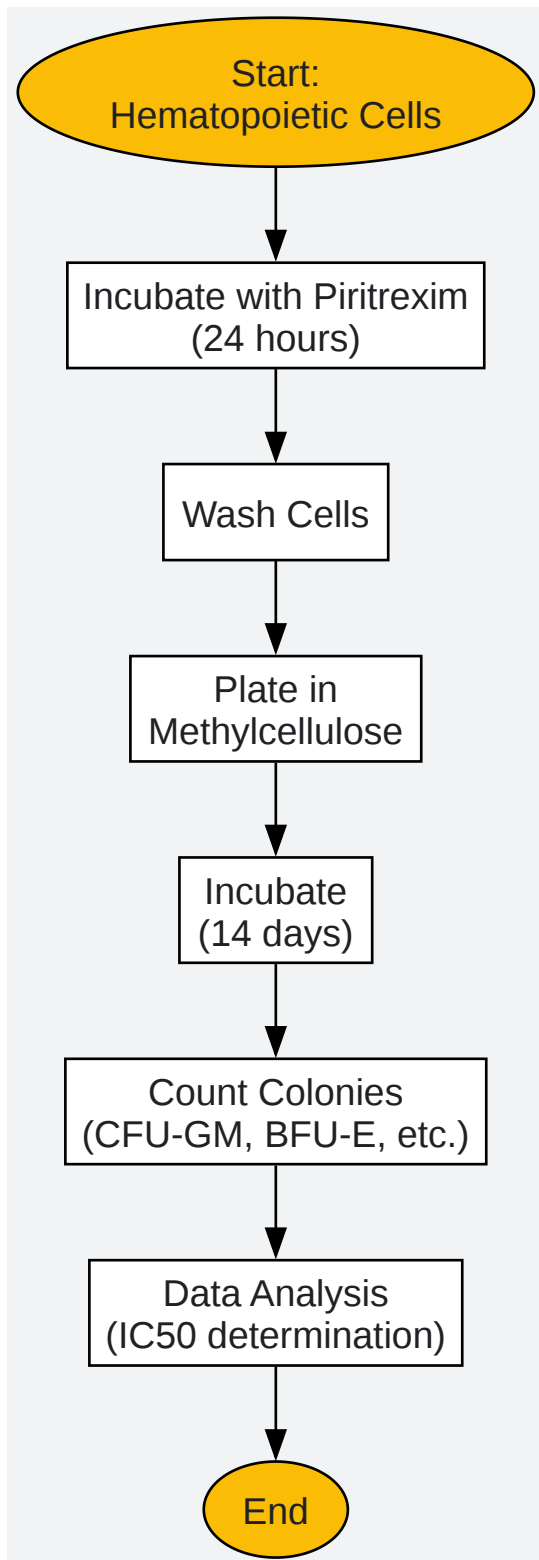 Start:
Hematopoietic Cells
Incubate with Piritrexim
(24 hours)
Wash Cells
Plate in
Methylcellulose
Incubate
(14 days)
Count Colonies
(CFU-GM, BFU-E, etc.)
Data Analysis
(IC50 determination)
End